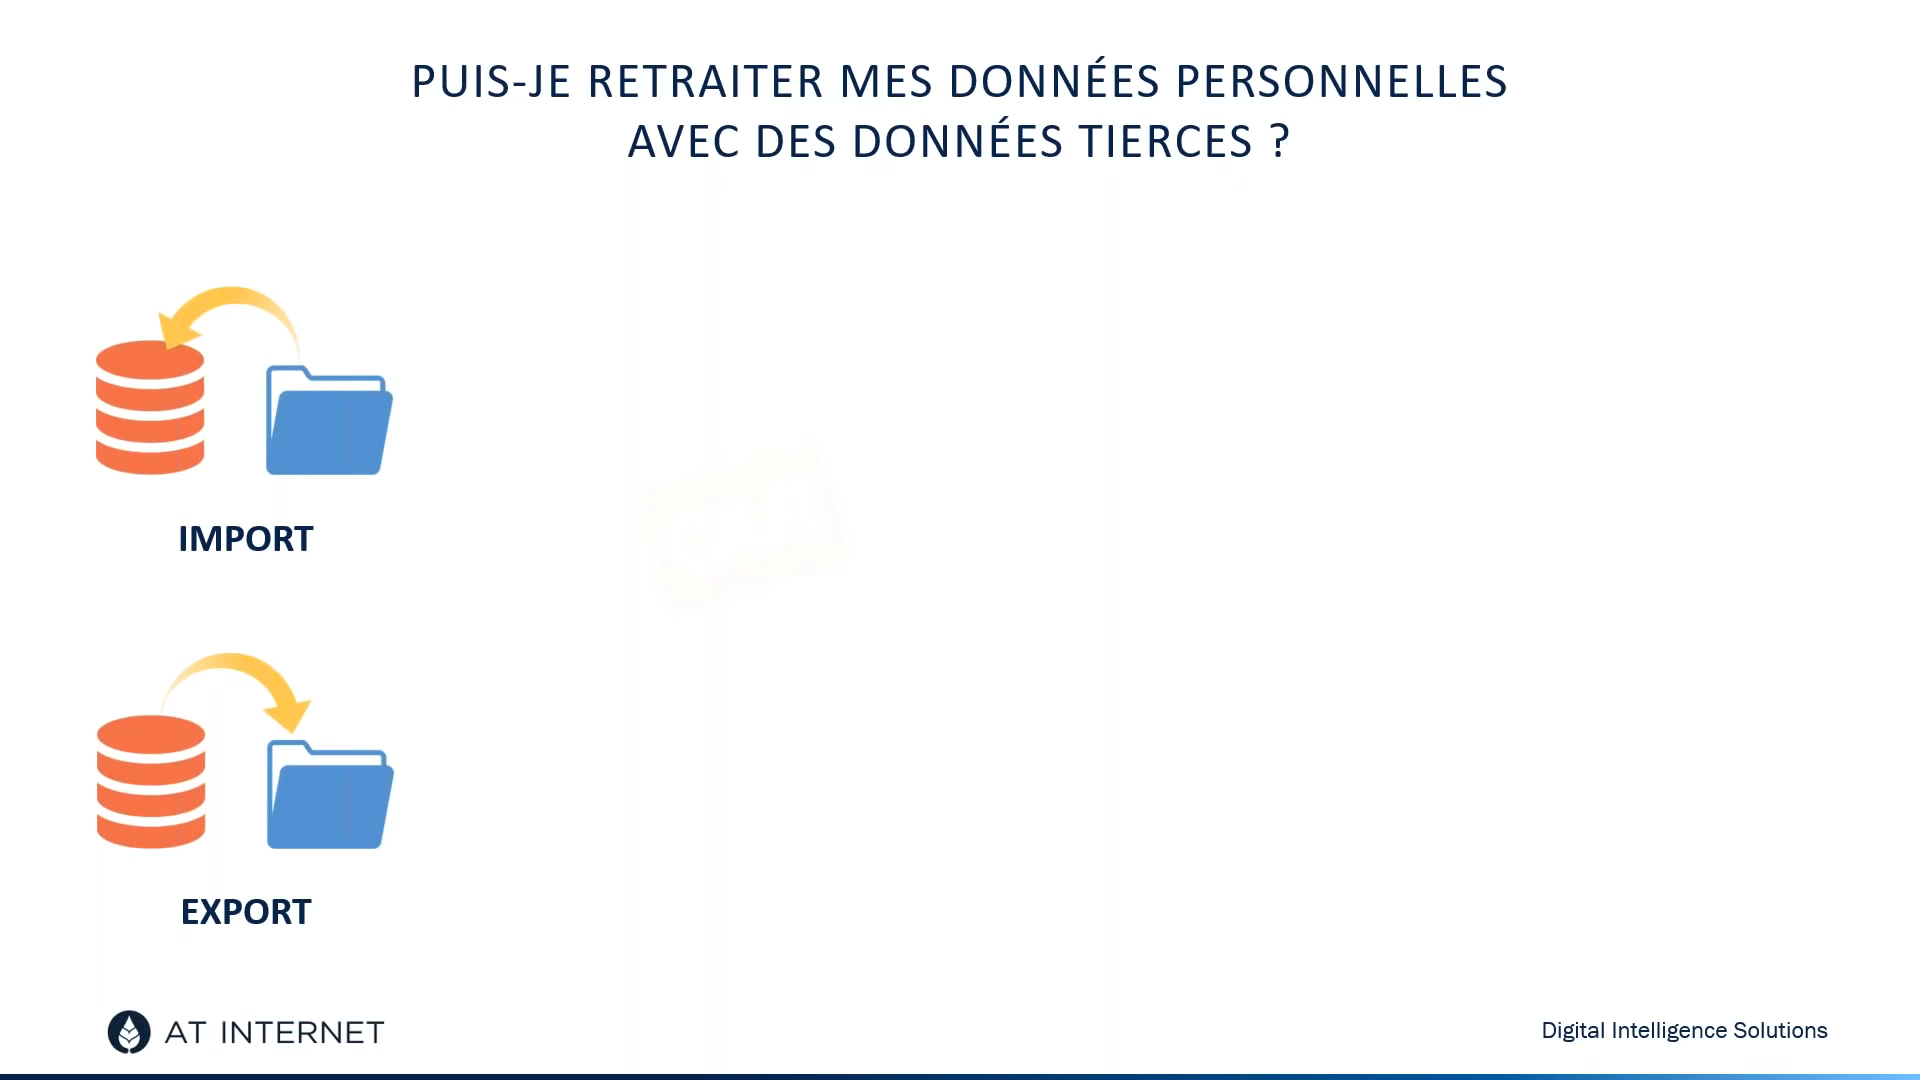 PUIS-JE RETRAITER MES DONNÉES PERSONNELLES
AVEC DES DONNÉES TIERCES ?
IMPORT
EXPORT
AT INTERNET
Digital Intelligence Solutions